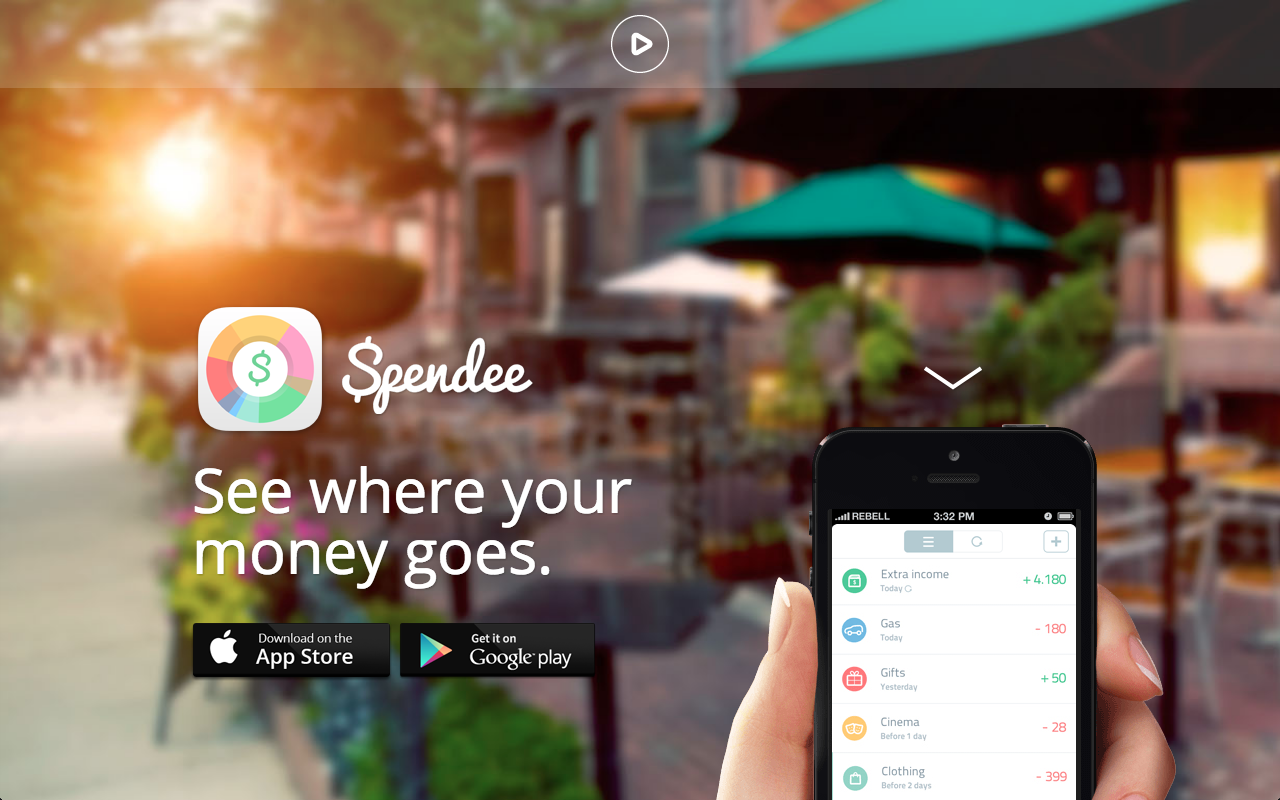 $
Spendee
See where your
money goes.
Download on the
App Store
Get it on
Google play
REBELL
3:32 PM
Extra income
Today
+ 4.180
Gas
Today
- 180
Gifts
Yesterday
+ 50
Cinema
Before 1 day
- 28
Clothing
Before 2 days
- 399